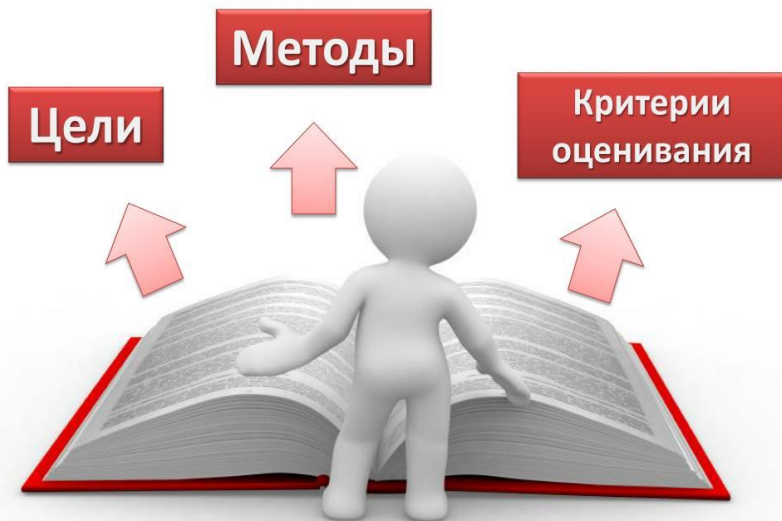 Методы
Цели
Критерии
оценивания